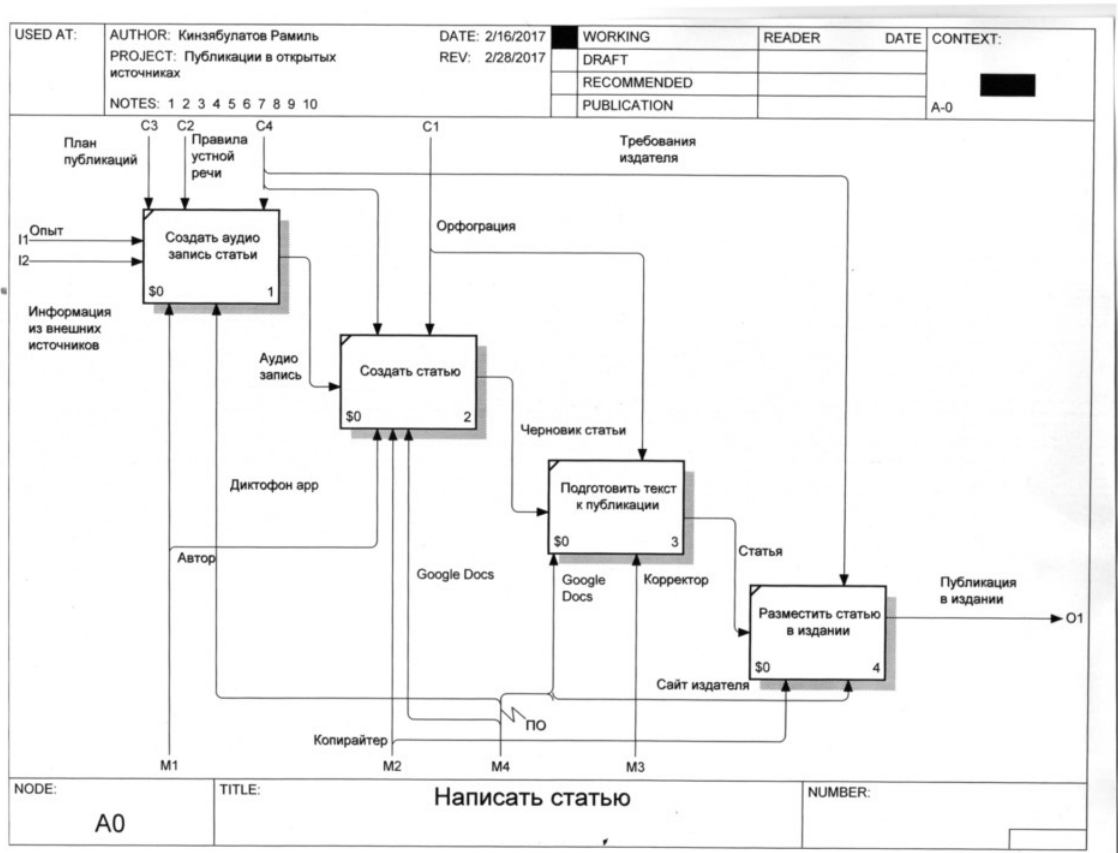 USED AT:
AUTHOR: Кинзябулатов Рамиль
DATE: 2/16/2017
PROJECT: Публикации в открытых
источниках
REV: 2/28/2017
NOTES: 1 2 3 4 5 6 7 8 9 10
WORKING
DRAFT
RECOMMENDED
PUBLICATION
READER
DATE
CONTEXT:
A-0
C3
C2
C4
C1
План
публикаций
Правила
устной
речи
Требования
издателя
I1
Опыт
I2
Информация
из внешних
источников
Создать аудио
запись статьи
$0
1
Орфограция
Аудио
запись
Создать статью
$0
2
Черновик статьи
Диктофон app
Подготовить текст
к публикации
$0
3
Автор
Google Docs
Google
Docs
Корректор
Статья
Разместить статью
в издании
$0
4
Публикация
в издании
O1
Сайт издателя
ПО
Копирайтер
M1
M2
M4
M3
NODE:
A0
TITLE:
Написать статью
NUMBER: